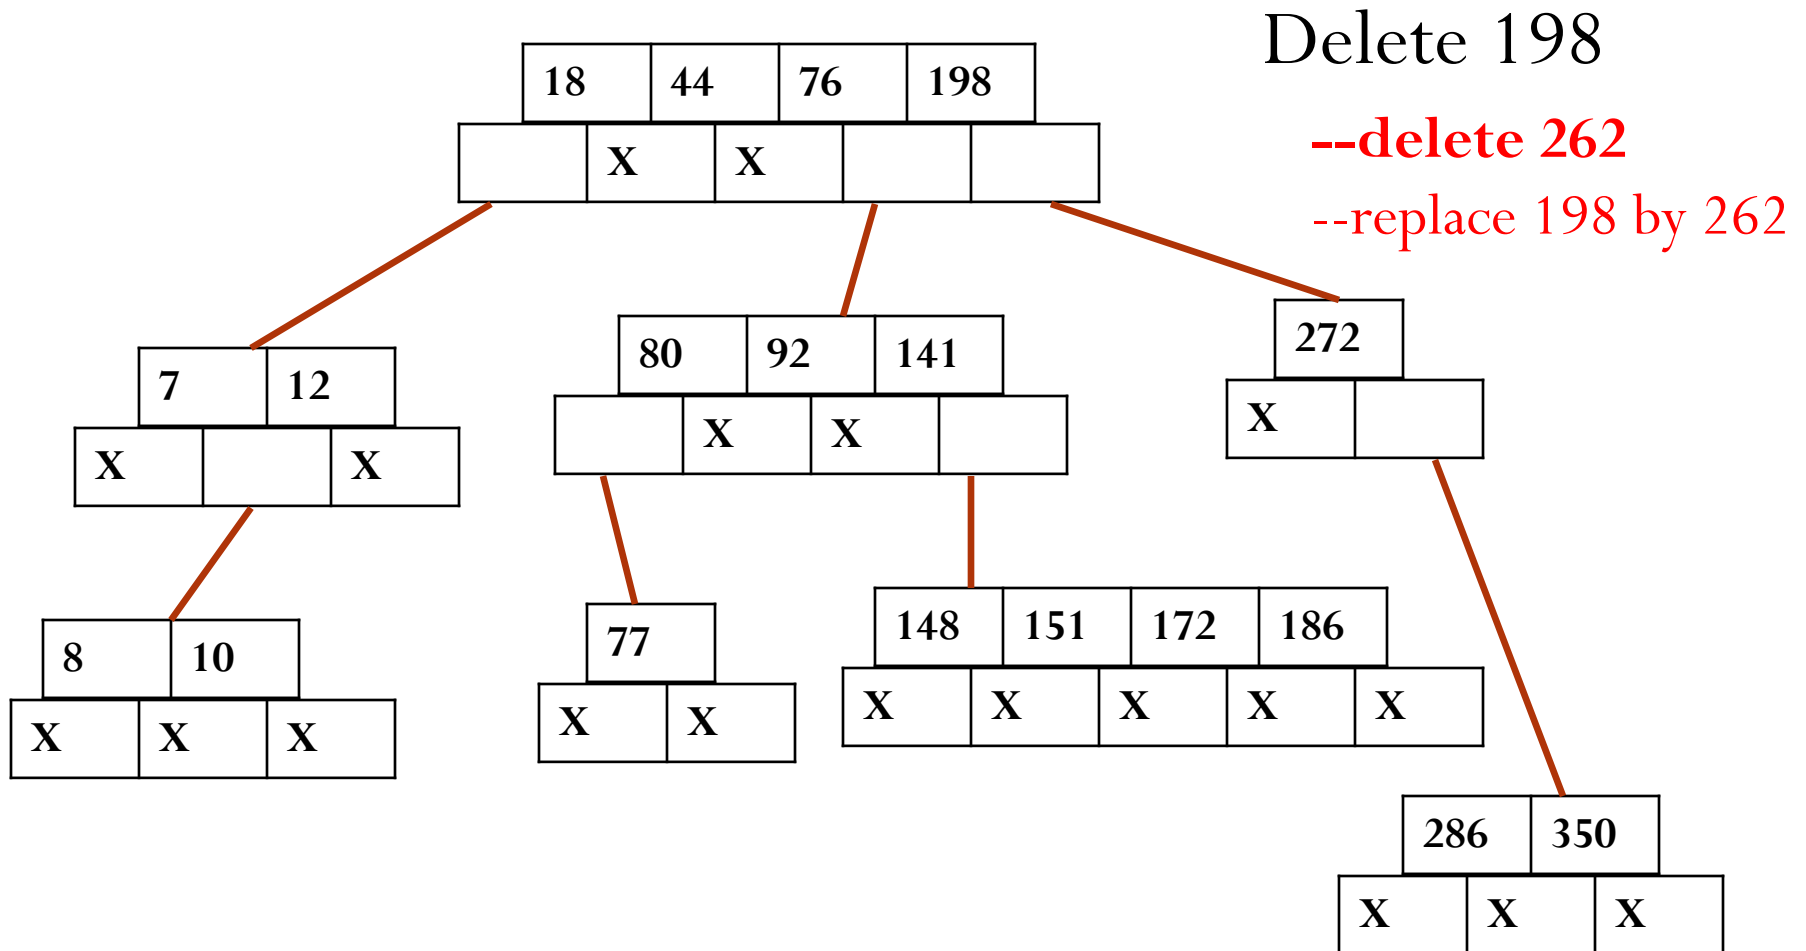 Delete 198
--delete 262
--replace 198 by 262
18 44 76 198
X X
7 12
X X
80 92 141
X X
272
X
8 10
X X X
77
X X
148 151 172 186
X X X X X
286 350
X X X